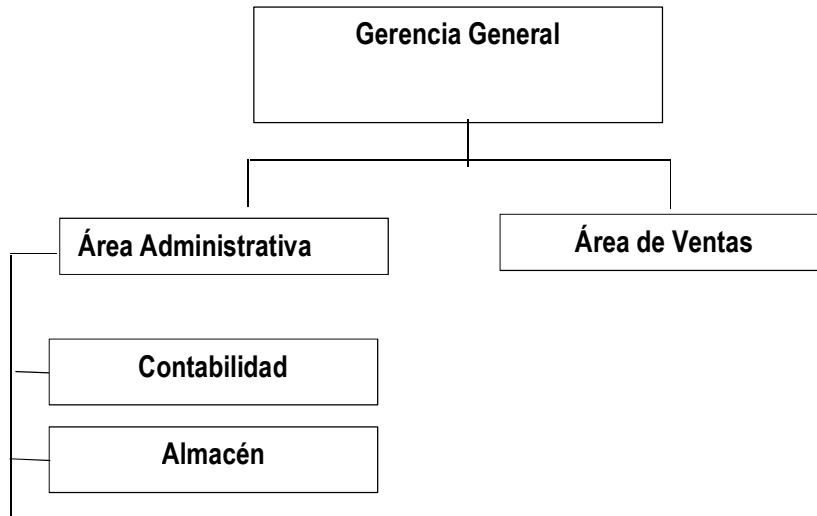 Gerencia General
Área Administrativa
Área de Ventas
Contabilidad
Almacén